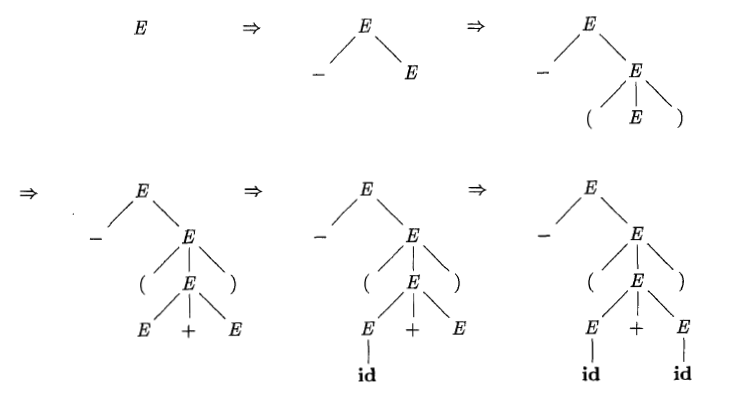 E ⇒ E ⇒ E
− E − E
( E )
⇒ E ⇒ E ⇒ E
− E − E − E
( E ) ( E ) ( E )
E + E E + E E + E
id id id